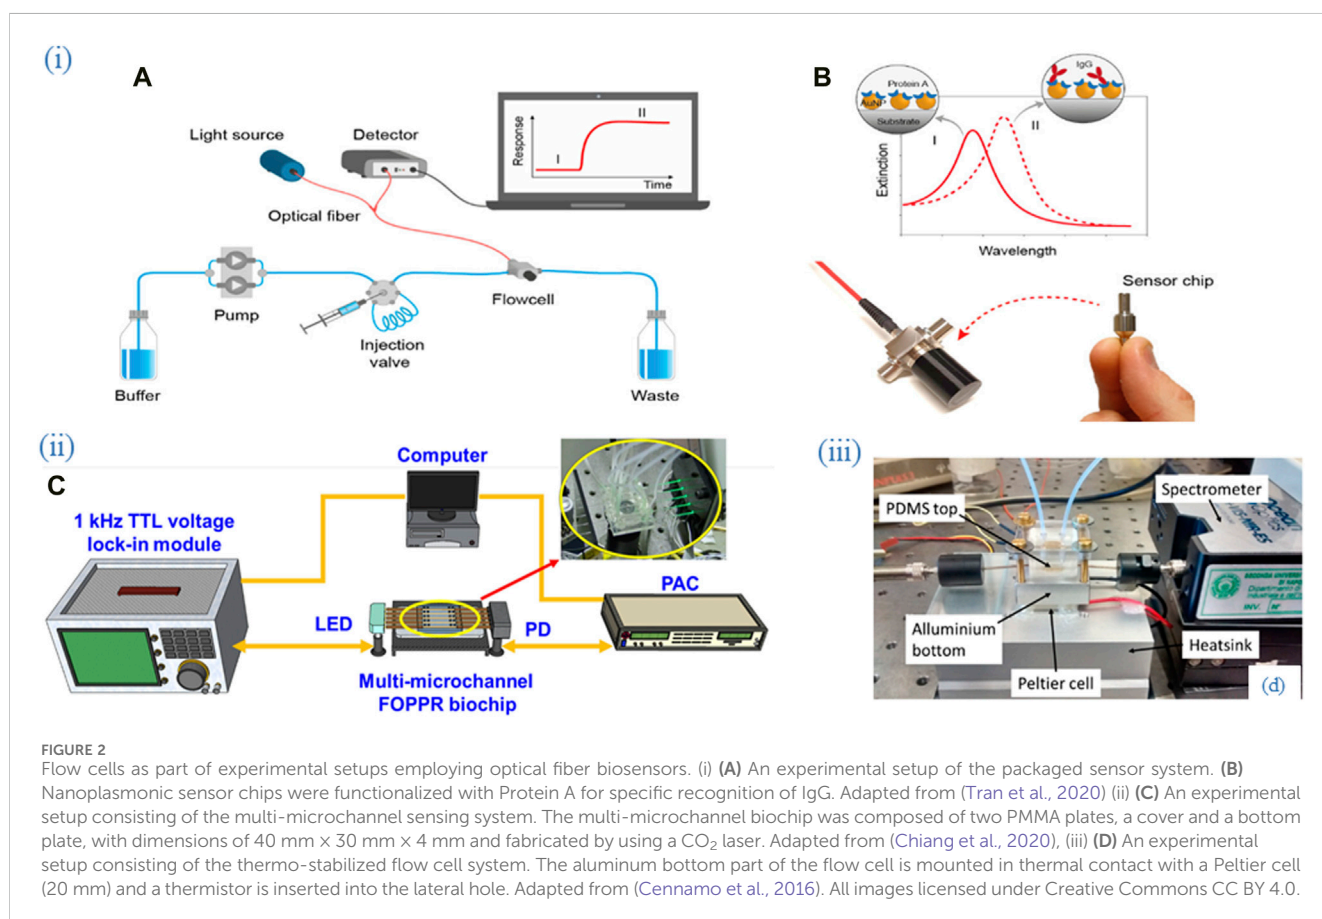 (i)
A
Light source
Detector
Response
I
II
Time
Optical fiber
Pump
Injection
valve
Flowcell
Buffer
Waste
B
Protein A
AuNP
Substrate
IgG
I
II
Extinction
Wavelength
Sensor chip
(ii)
C
Computer
1 kHz TTL voltage
lock-in module
LED
PD
PAC
Multi-microchannel
FOPPR biochip
(iii)
PDMS top
Spectrometer
Alluminium
bottom
Peltier cell
Heatsink
INV. N°
(d)
FIGURE 2
Flow cells as part of experimental setups employing optical fiber biosensors. (i) (A) An experimental setup of the packaged sensor system. (B)
Nanoplasmonic sensor chips were functionalized with Protein A for specific recognition of IgG. Adapted from (Tran et al., 2020) (ii) (C) An experimental
setup consisting of the multi-microchannel sensing system. The multi-microchannel biochip was composed of two PMMA plates, a cover and a bottom
plate, with dimensions of 40 mm × 30 mm × 4 mm and fabricated by using a CO₂ laser. Adapted from (Chiang et al., 2020), (iii) (D) An experimental
setup consisting of the thermo-stabilized flow cell system. The aluminum bottom part of the flow cell is mounted in thermal contact with a Peltier cell
(20 mm) and a thermistor is inserted into the lateral hole. Adapted from (Cennamo et al., 2016). All images licensed under Creative Commons CC BY 4.0.